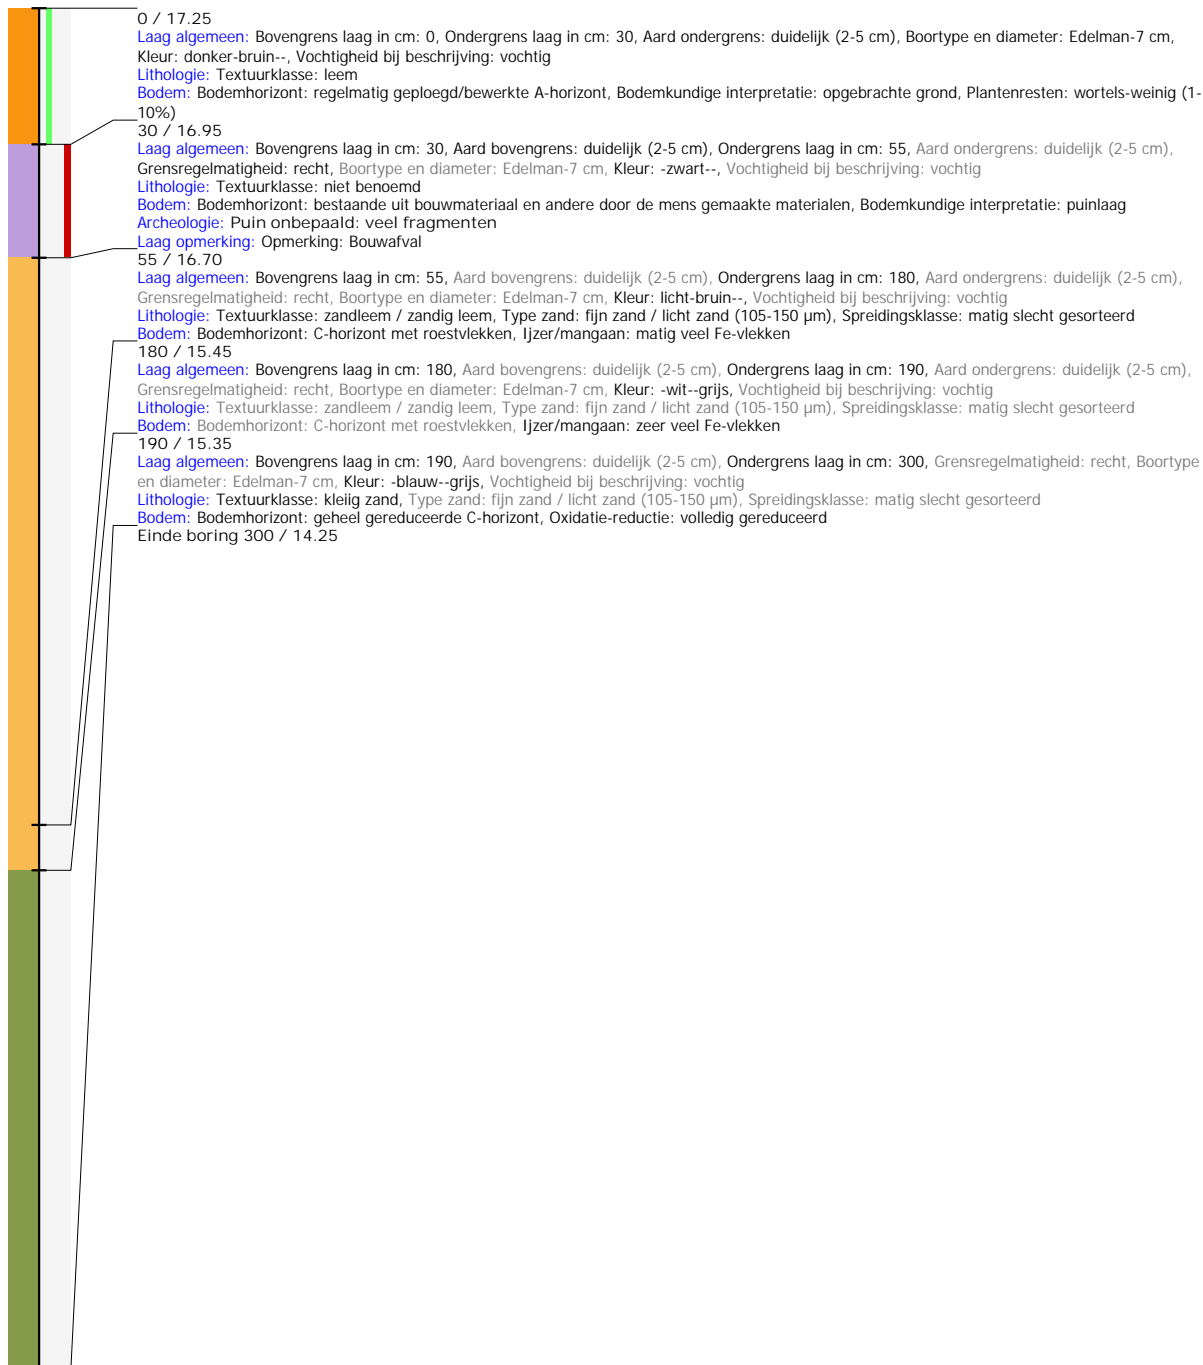 0 / 17.25
Laag algemeen: Bovengrens laag in cm: 0, Ondergrens laag in cm: 30, Aard ondergrens: duidelijk (2-5 cm), Boortype en diameter: Edelman-7 cm,
Kleur: donker-bruin--, Vochtigheid bij beschrijving: vochtig
Lithologie: Textuurklasse: leem
Bodem: Bodemhorizont: regelmatig geploegd/bewerkte A-horizont, Bodemkundige interpretatie: opgebrachte grond, Plantenresten: wortels-weinig (1-
10%)
30 / 16.95
Laag algemeen: Bovengrens laag in cm: 30, Aard bovengrens: duidelijk (2-5 cm), Ondergrens laag in cm: 55, Aard ondergrens: duidelijk (2-5 cm),
Grensregelmatigheid: recht, Boortype en diameter: Edelman-7 cm, Kleur: -zwart--, Vochtigheid bij beschrijving: vochtig
Lithologie: Textuurklasse: niet benoemd
Bodem: Bodemhorizont: bestaande uit bouwmateriaal en andere door de mens gemaakte materialen, Bodemkundige interpretatie: puinlaag
Archeologie: Puin onbepaald: veel fragmenten
Laag opmerking: Opmerking: Bouwafval
55 / 16.70
Laag algemeen: Bovengrens laag in cm: 55, Aard bovengrens: duidelijk (2-5 cm), Ondergrens laag in cm: 180, Aard ondergrens: duidelijk (2-5 cm),
Grensregelmatigheid: recht, Boortype en diameter: Edelman-7 cm, Kleur: licht-bruin--, Vochtigheid bij beschrijving: vochtig
Lithologie: Textuurklasse: zandleem / zandig leem, Type zand: fijn zand / licht zand (105-150 µm), Spreidingsklasse: matig slecht gesorteerd
Bodem: Bodemhorizont: C-horizont met roestvlekken, Ijzer/mangaan: matig veel Fe-vlekken
180 / 15.45
Laag algemeen: Bovengrens laag in cm: 180, Aard bovengrens: duidelijk (2-5 cm), Ondergrens laag in cm: 190, Aard ondergrens: duidelijk (2-5 cm),
Grensregelmatigheid: recht, Boortype en diameter: Edelman-7 cm, Kleur: -wit--grijs, Vochtigheid bij beschrijving: vochtig
Lithologie: Textuurklasse: zandleem / zandig leem, Type zand: fijn zand / licht zand (105-150 µm), Spreidingsklasse: matig slecht gesorteerd
Bodem: Bodemhorizont: C-horizont met roestvlekken, Ijzer/mangaan: zeer veel Fe-vlekken
190 / 15.35
Laag algemeen: Bovengrens laag in cm: 190, Aard bovengrens: duidelijk (2-5 cm), Ondergrens laag in cm: 300, Grensregelmatigheid: recht, Boortype
en diameter: Edelman-7 cm, Kleur: -blauw--grijs, Vochtigheid bij beschrijving: vochtig
Lithologie: Textuurklasse: kleiig zand, Type zand: fijn zand / licht zand (105-150 µm), Spreidingsklasse: matig slecht gesorteerd
Bodem: Bodemhorizont: geheel gereduceerde C-horizont, Oxidatie-reductie: volledig gereduceerd
Einde boring 300 / 14.25